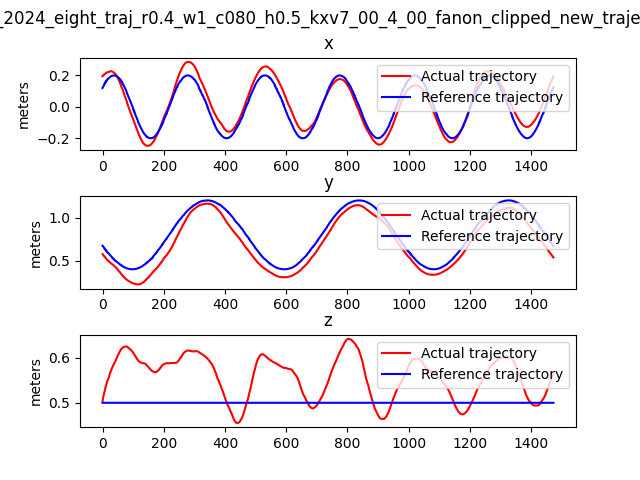 _2024_eight_traj_r0.4_w1_c080_h0.5_kxv7_00_4_00_fanon_clipped_new_traje
x
meters
0.2
0.0
−0.2
Actual trajectory
Reference trajectory
0 200 400 600 800 1000 1200 1400
y
meters
1.0
0.5
Actual trajectory
Reference trajectory
0 200 400 600 800 1000 1200 1400
z
meters
0.6
0.5
Actual trajectory
Reference trajectory
0 200 400 600 800 1000 1200 1400